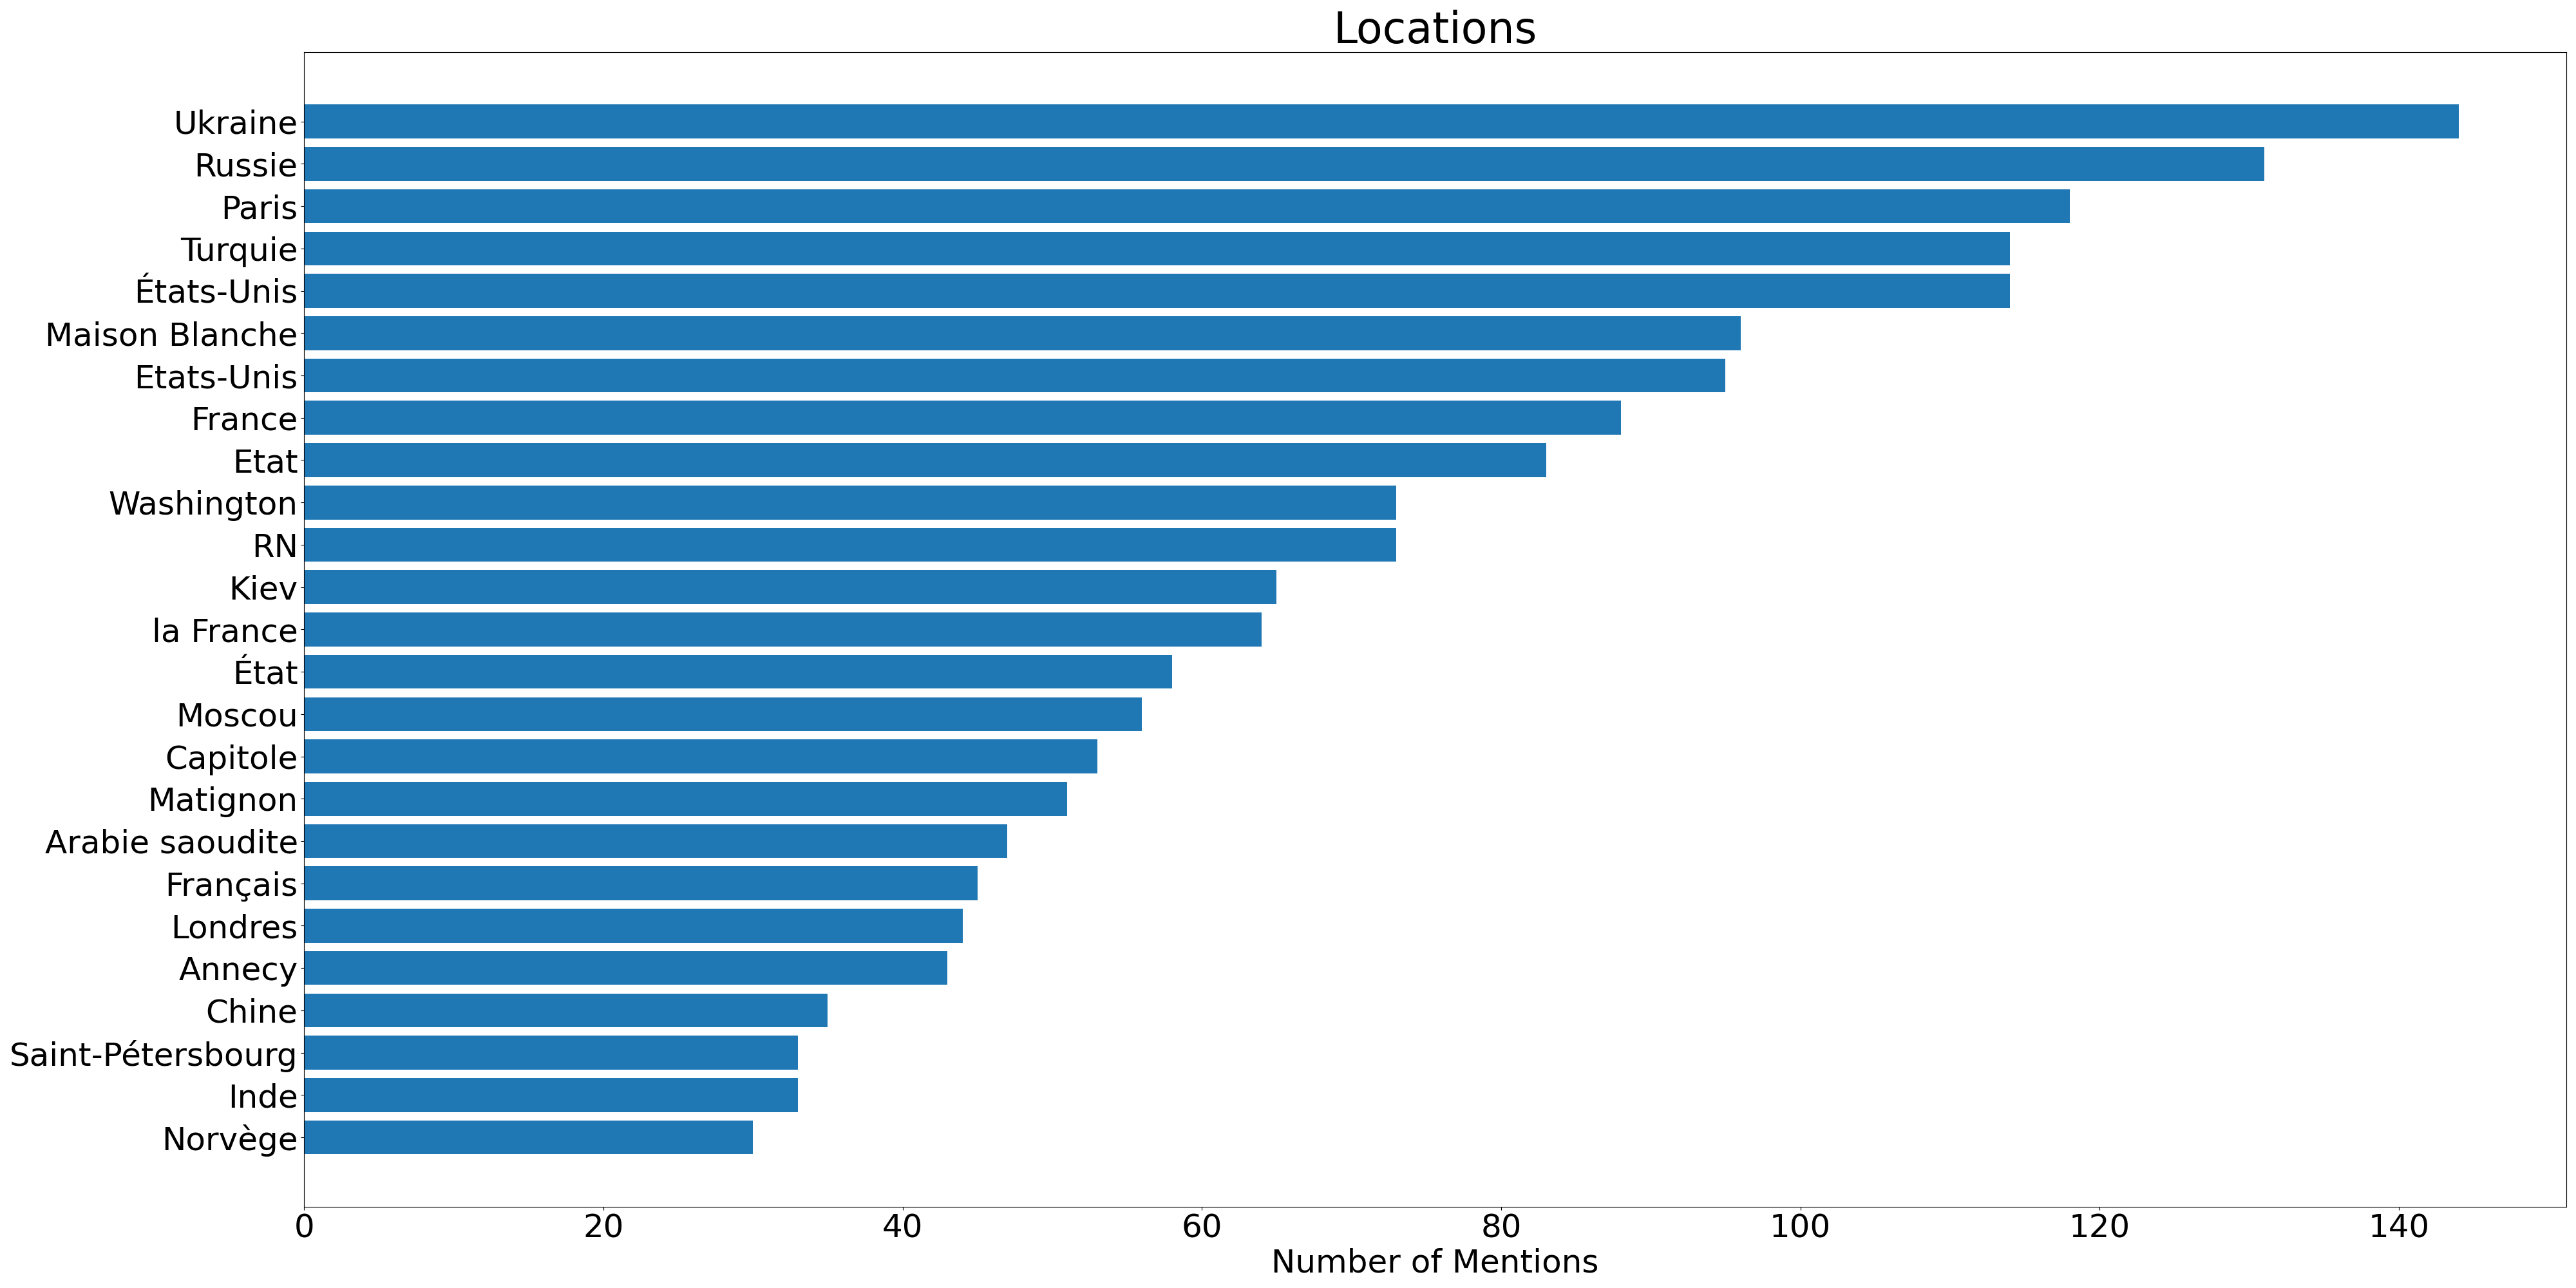 Locations
Ukraine
Russie
Paris
Turquie
États-Unis
Maison Blanche
Etats-Unis
France
Etat
Washington
RN
Kiev
la France
État
Moscou
Capitole
Matignon
Arabie saoudite
Français
Londres
Annecy
Chine
Saint-Pétersbourg
Inde
Norvège
0 20 40 60 80 100 120 140
Number of Mentions